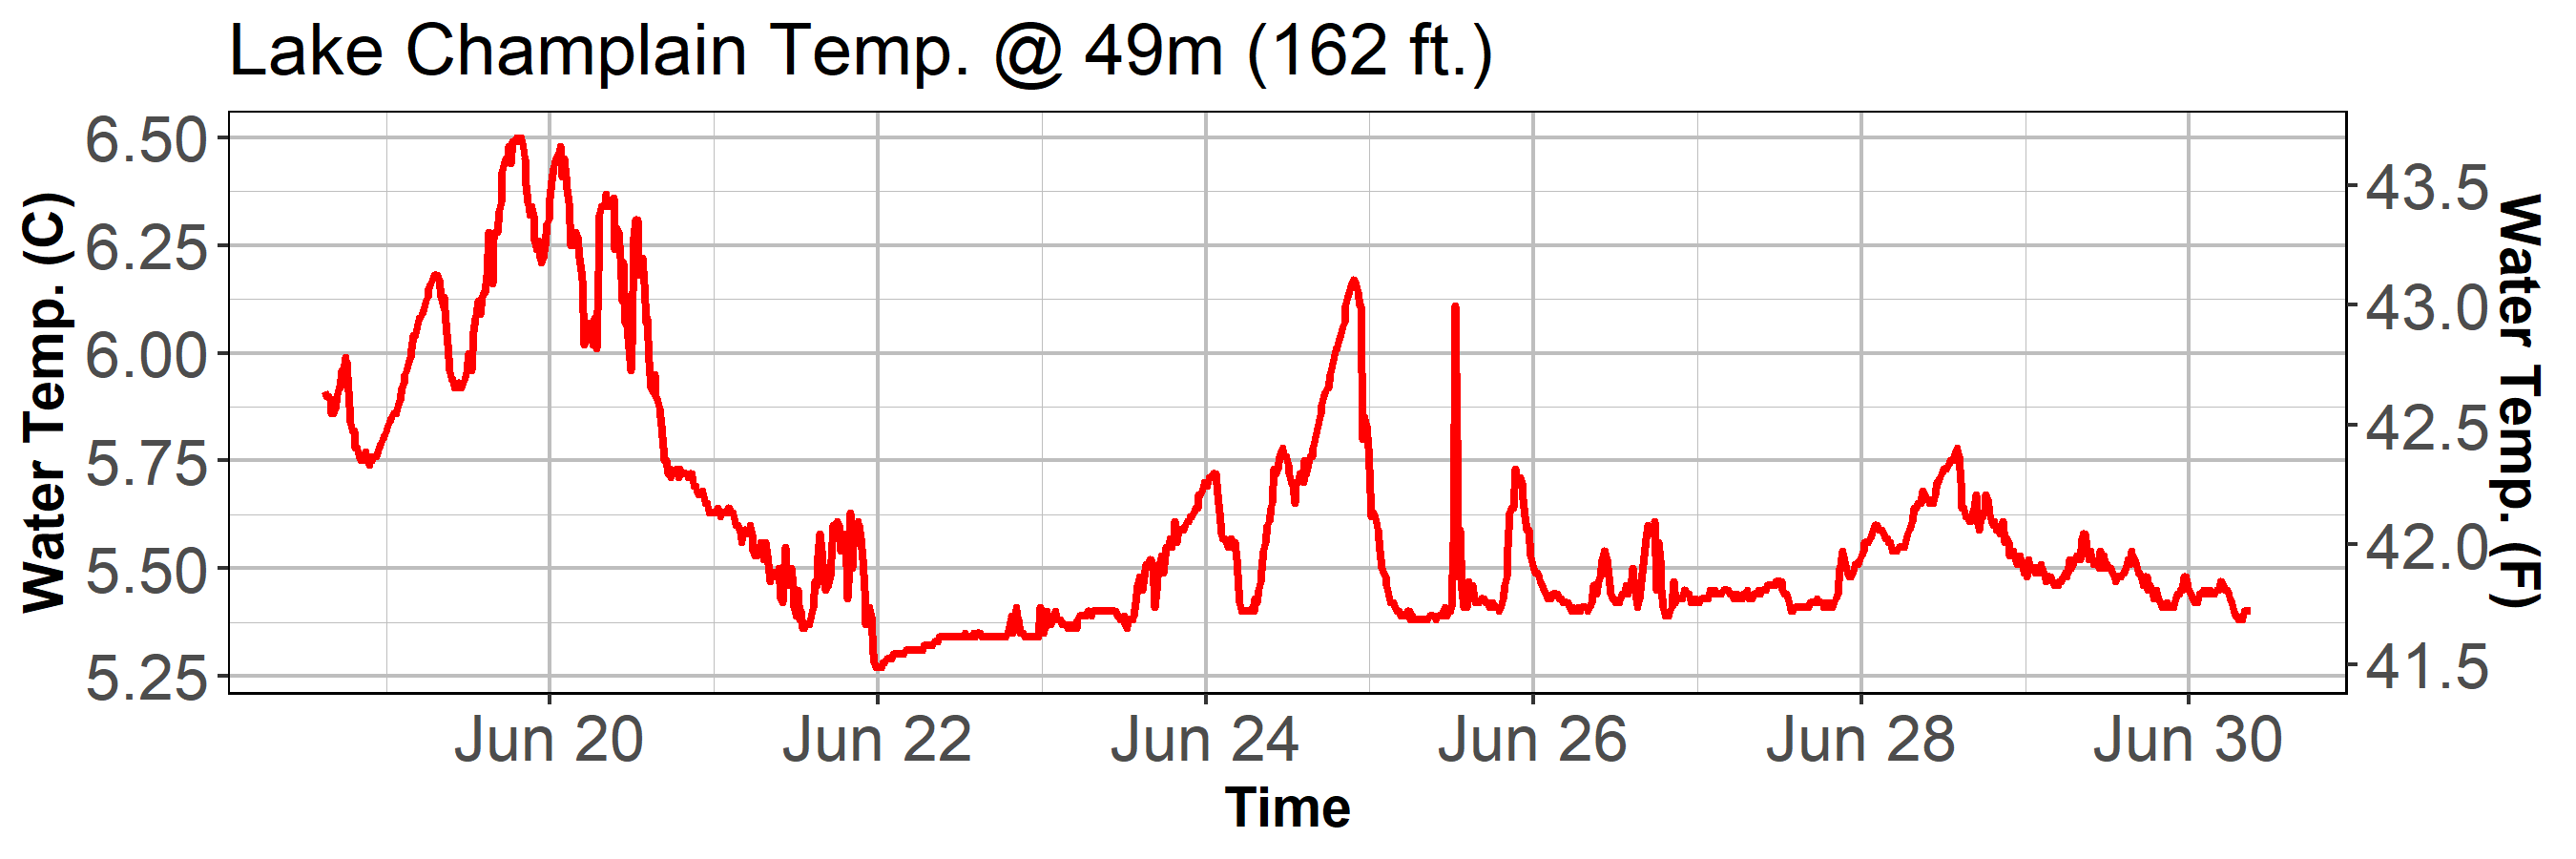 Lake Champlain Temp. @ 49m (162 ft.)
Water Temp. (C)
6.50
6.25
6.00
5.75
5.50
5.25
43.5
43.0
42.5
42.0
41.5
Water Temp. (F)
Jun 20 Jun 22 Jun 24 Jun 26 Jun 28 Jun 30
Time